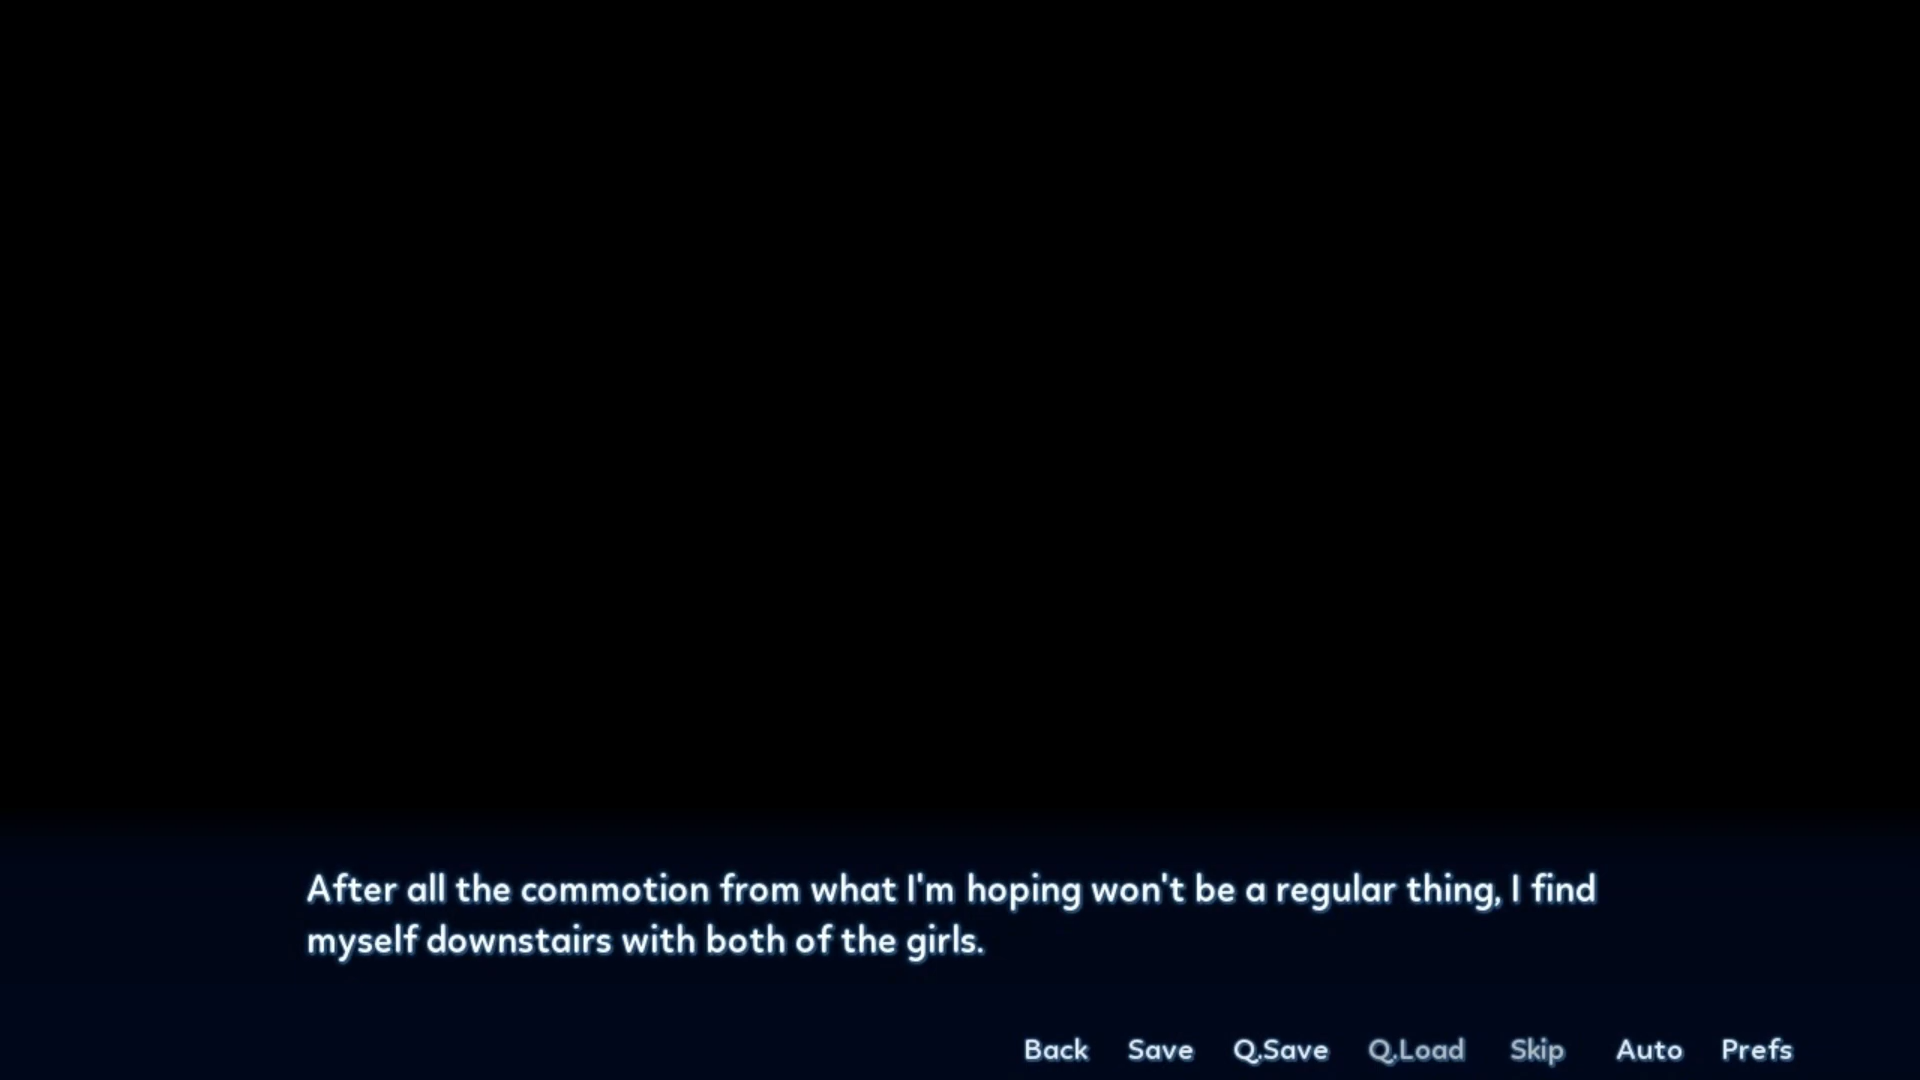 After all the commotion from what I'm hoping won't be a regular thing, I find
myself downstairs with both of the girls.
Back Save Q.Save Q.Load Skip Auto Prefs